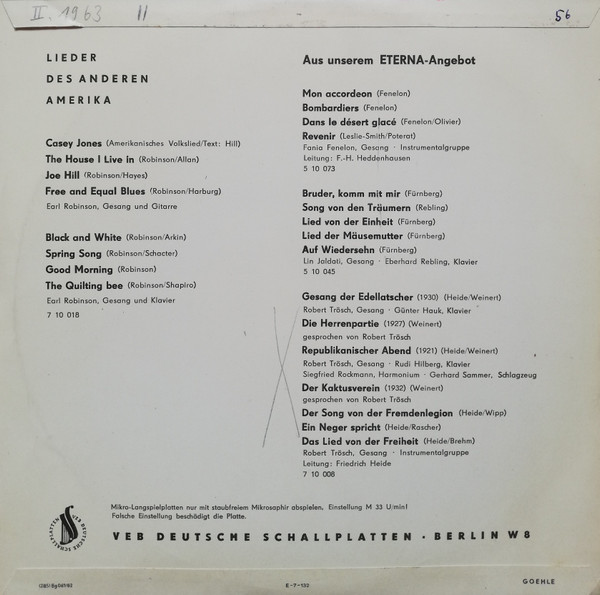 II. 1963 11
56
LIEDER
DES ANDEREN
AMERIKA
Casey Jones (Amerikanisches Volkslied/Text: Hill)
The House I Live in (Robinson/Allan)
Joe Hill (Robinson/Hayes)
Free and Equal Blues (Robinson/Harburg)
Earl Robinson, Gesang und Gitarre
Black and White (Robinson/Arkin)
Spring Song (Robinson/Schacter)
Good Morning (Robinson)
The Quilting bee (Robinson/Shapiro)
Earl Robinson, Gesang und Klavier
7 10 018
Aus unserem ETERNA-Angebot
Mon accordeon (Fenelon)
Bombardiers (Fenelon)
Dans le désert glacé (Fenelon/Olivier)
Revenir (Leslie-Smith/Poterat)
Fania Fenelon, Gesang · Instrumentalgruppe
Leitung: F.-H. Heddenhausen
5 10 073
Bruder, komm mit mir (Fürnberg)
Song von den Träumern (Rebling)
Lied von der Einheit (Fürnberg)
Lied der Mäusemutter (Fürnberg)
Auf Wiedersehn (Fürnberg)
Lin Jaldati, Gesang · Eberhard Rebling, Klavier
5 10 045
Gesang der Edellatscher (1930) (Heide/Weinert)
Robert Trösch, Gesang · Günter Hauk, Klavier
Die Herrenpartie (1927) (Weinert)
gesprochen von Robert Trösch
Republikanischer Abend (1921) (Heide/Weinert)
Robert Trösch, Gesang · Rudi Hilberg, Klavier
Siegfried Rockmann, Harmonium · Gerhard Sammer, Schlagzeug
Der Kaktusverein (1932) (Weinert)
gesprochen von Robert Trösch
Der Song von der Fremdenlegion (Heide/Wipp)
Ein Neger spricht (Heide/Rascher)
Das Lied von der Freiheit (Heide/Brehm)
Robert Trösch, Gesang · Instrumentalgruppe
Leitung: Friedrich Heide
7 10 008
Mikro-Langspielplatten nur mit staubfreiem Mikrosaphir abspielen, Einstellung M 33 U/min!
Falsche Einstellung beschädigt die Platte.
VEB DEUTSCHE SCHALLPLATTEN
VEB DEUTSCHE SCHALLPLATTEN · BERLIN W 8
GOEHLE